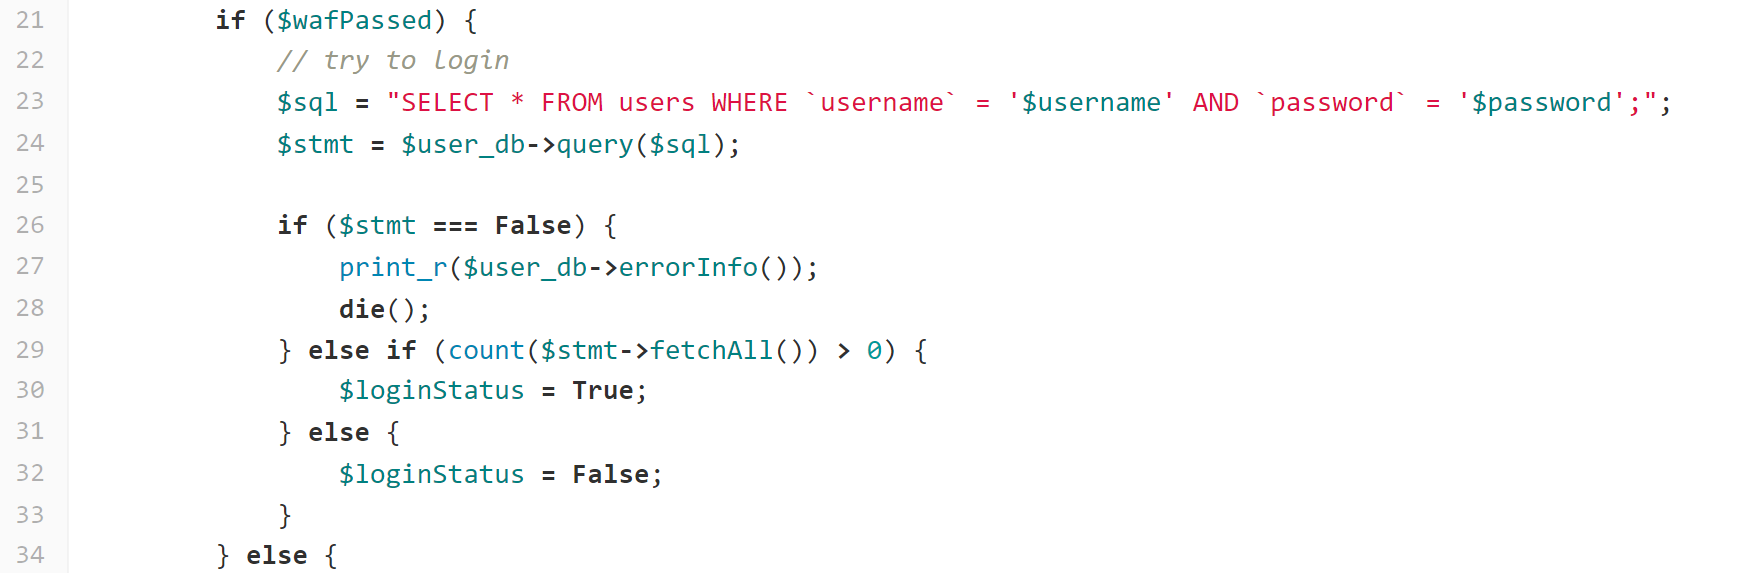 21 if ($wafPassed) {
22 // try to login
23 $sql = "SELECT * FROM users WHERE `username` = '$username' AND `password` = '$password';";
24 $stmt = $user_db->query($sql);
25
26 if ($stmt === False) {
27 print_r($user_db->errorInfo());
28 die();
29 } else if (count($stmt->fetchAll()) > 0) {
30 $loginStatus = True;
31 } else {
32 $loginStatus = False;
33 }
34 } else {